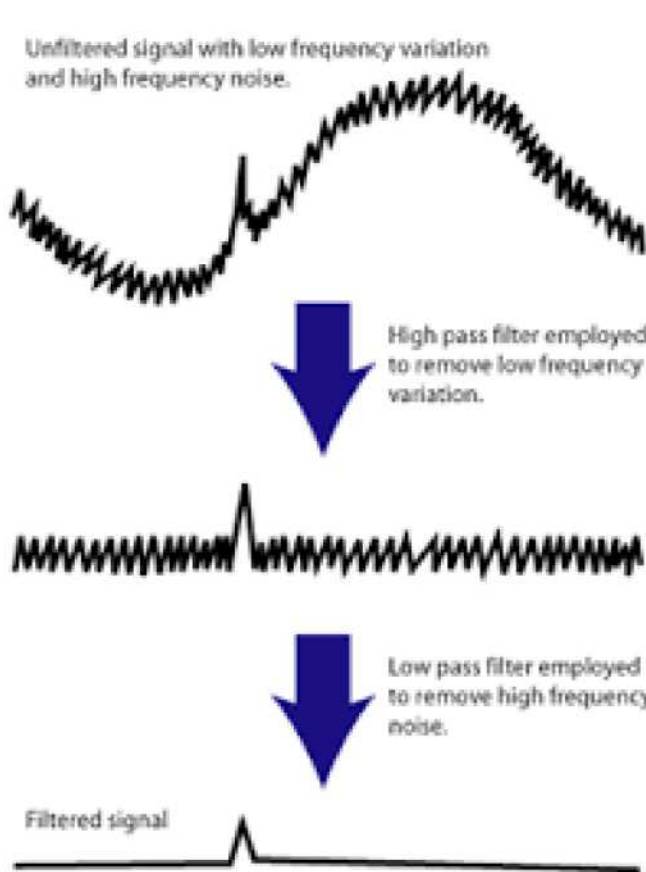 Unfiltered signal with low frequency variation
and high frequency noise.
High pass filter employed
to remove low frequency
variation.
Low pass filter employed
to remove high frequency
noise.
Filtered signal